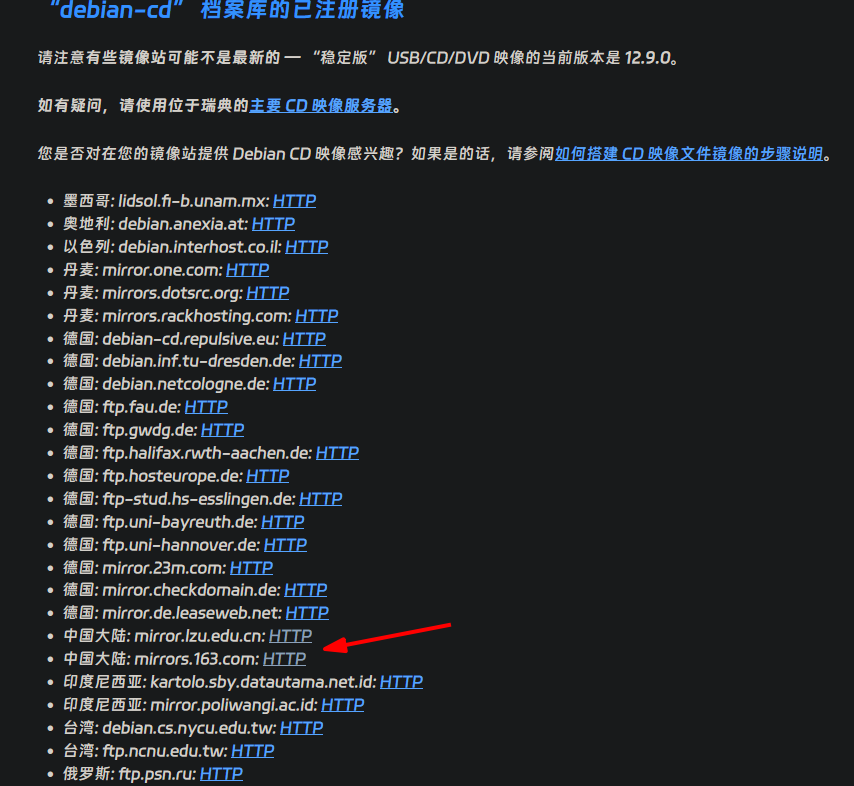 “debian-cd” 档案库的已注册镜像
请注意有些镜像站可能不是最新的 — “稳定版” USB/CD/DVD 映像的当前版本是 12.9.0。
如有疑问，请使用位于瑞典的主要 CD 映像服务器。
您是否对在您的镜像站提供 Debian CD 映像感兴趣？如果是的话，请参阅如何搭建 CD 映像文件镜像的步骤说明。
• 墨西哥: lidsol.fi-b.unam.mx: HTTP
• 奥地利: debian.anexia.at: HTTP
• 以色列: debian.interhost.co.il: HTTP
• 丹麦: mirror.one.com: HTTP
• 丹麦: mirrors.dotsrc.org: HTTP
• 丹麦: mirrors.rackhosting.com: HTTP
• 德国: debian-cd.repulsive.eu: HTTP
• 德国: debian.inf.tu-dresden.de: HTTP
• 德国: debian.netcologne.de: HTTP
• 德国: ftp.fau.de: HTTP
• 德国: ftp.gwdg.de: HTTP
• 德国: ftp.halifax.rwth-aachen.de: HTTP
• 德国: ftp.hosteurope.de: HTTP
• 德国: ftp-stud.hs-esslingen.de: HTTP
• 德国: ftp.uni-bayreuth.de: HTTP
• 德国: ftp.uni-hannover.de: HTTP
• 德国: mirror.23m.com: HTTP
• 德国: mirror.checkdomain.de: HTTP
• 德国: mirror.de.leaseweb.net: HTTP
• 中国大陆: mirror.lzu.edu.cn: HTTP
• 中国大陆: mirrors.163.com: HTTP
• 印度尼西亚: kartolo.sby.datautama.net.id: HTTP
• 印度尼西亚: mirror.poliwangi.ac.id: HTTP
• 台湾: debian.cs.nycu.edu.tw: HTTP
• 台湾: ftp.ncnu.edu.tw: HTTP
• 俄罗斯: ftp.psn.ru: HTTP